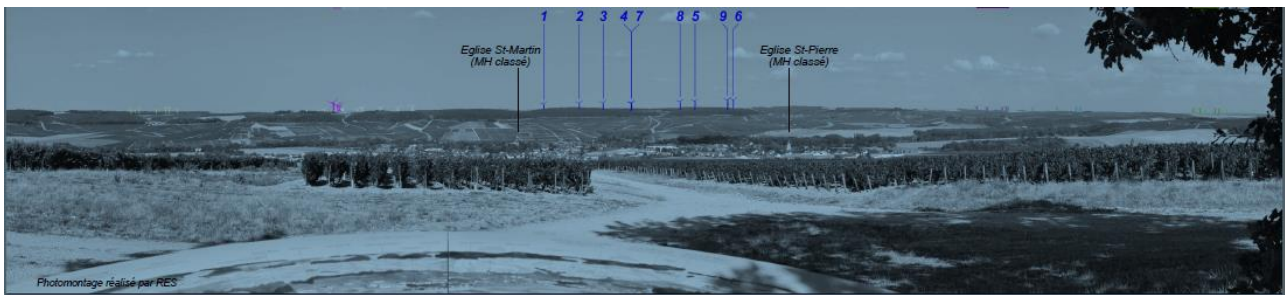 1 2 3 4 7 8 5 9 6
Eglise St-Martin
(MH classé)
Eglise St-Pierre
(MH classé)
Photomontage réalisé par RES